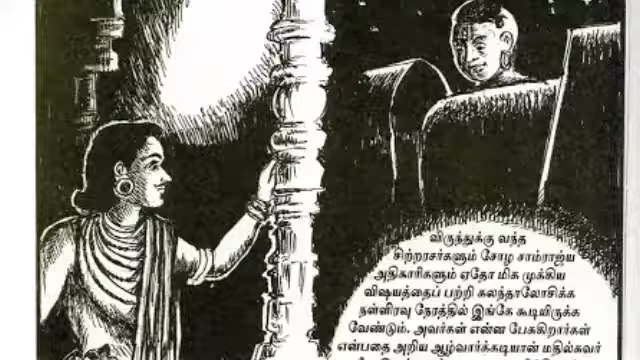 விருந்துக்கு வந்த
சிற்றரசர்களும் சோழ சாம்ராஜ்ய
அதிகாரிகளும் ஏதோ மிக முக்கிய
விஷயத்தைப் பற்றி கலந்தாலோசிக்க
நள்ளிரவு நேரத்தில் இங்கே கூடியிருக்க
வேண்டும். அவர்கள் என்ன பேசுகிறார்கள்
என்பதை அறிய ஆழ்வார்க்கடியான் மதில்சுவர்